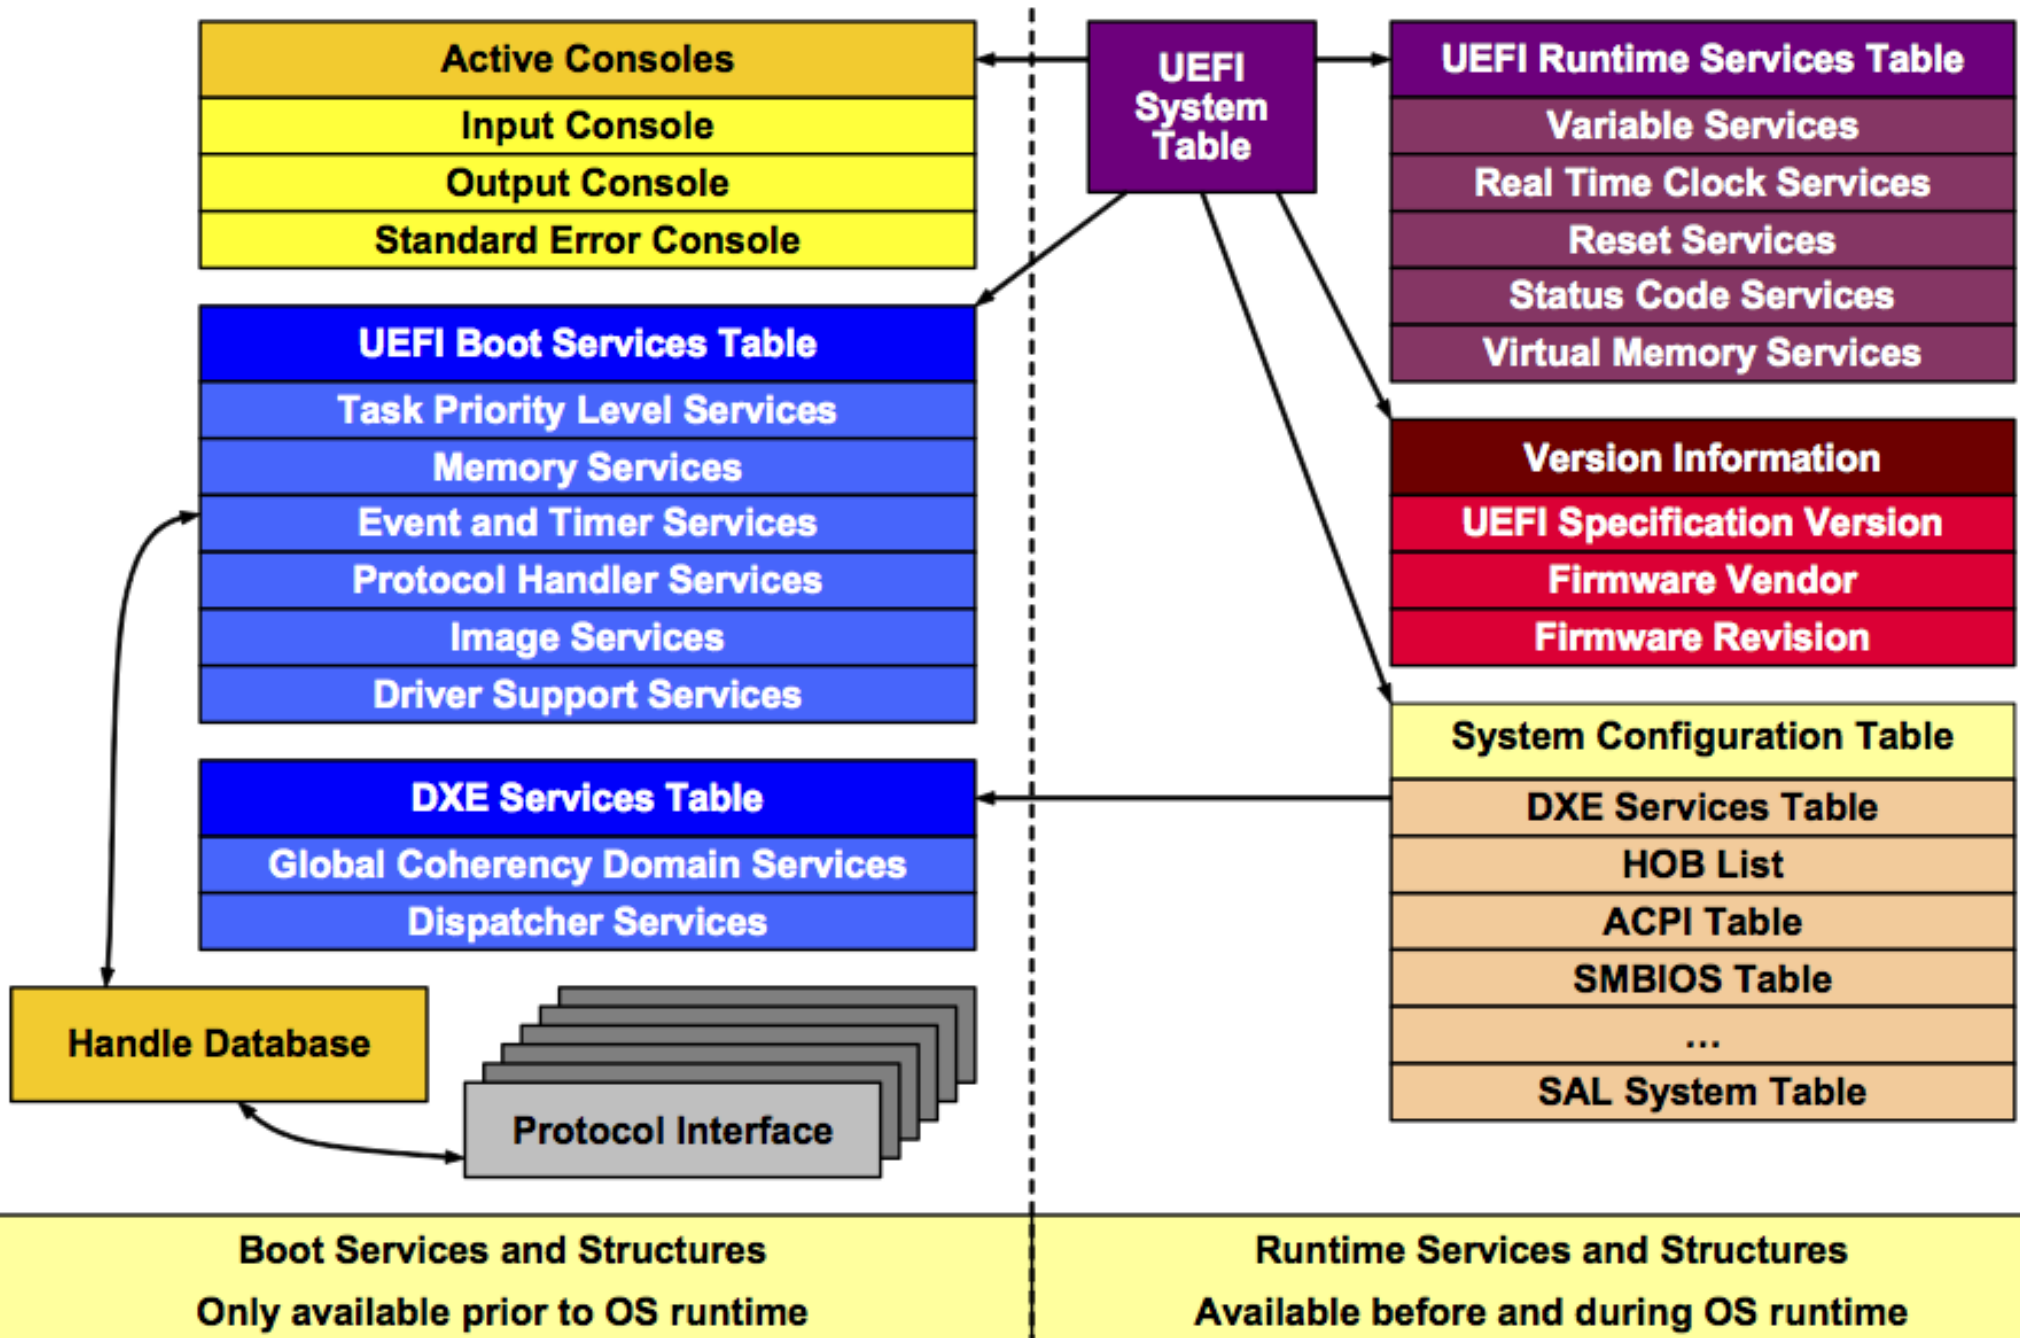 Active Consoles
Input Console
Output Console
Standard Error Console
UEFI
System
Table
UEFI Runtime Services Table
Variable Services
Real Time Clock Services
Reset Services
Status Code Services
Virtual Memory Services
UEFI Boot Services Table
Task Priority Level Services
Memory Services
Event and Timer Services
Protocol Handler Services
Image Services
Driver Support Services
Version Information
UEFI Specification Version
Firmware Vendor
Firmware Revision
DXE Services Table
Global Coherency Domain Services
Dispatcher Services
System Configuration Table
DXE Services Table
HOB List
ACPI Table
SMBIOS Table
...
SAL System Table
Handle Database
Protocol Interface
Boot Services and Structures
Only available prior to OS runtime
Runtime Services and Structures
Available before and during OS runtime